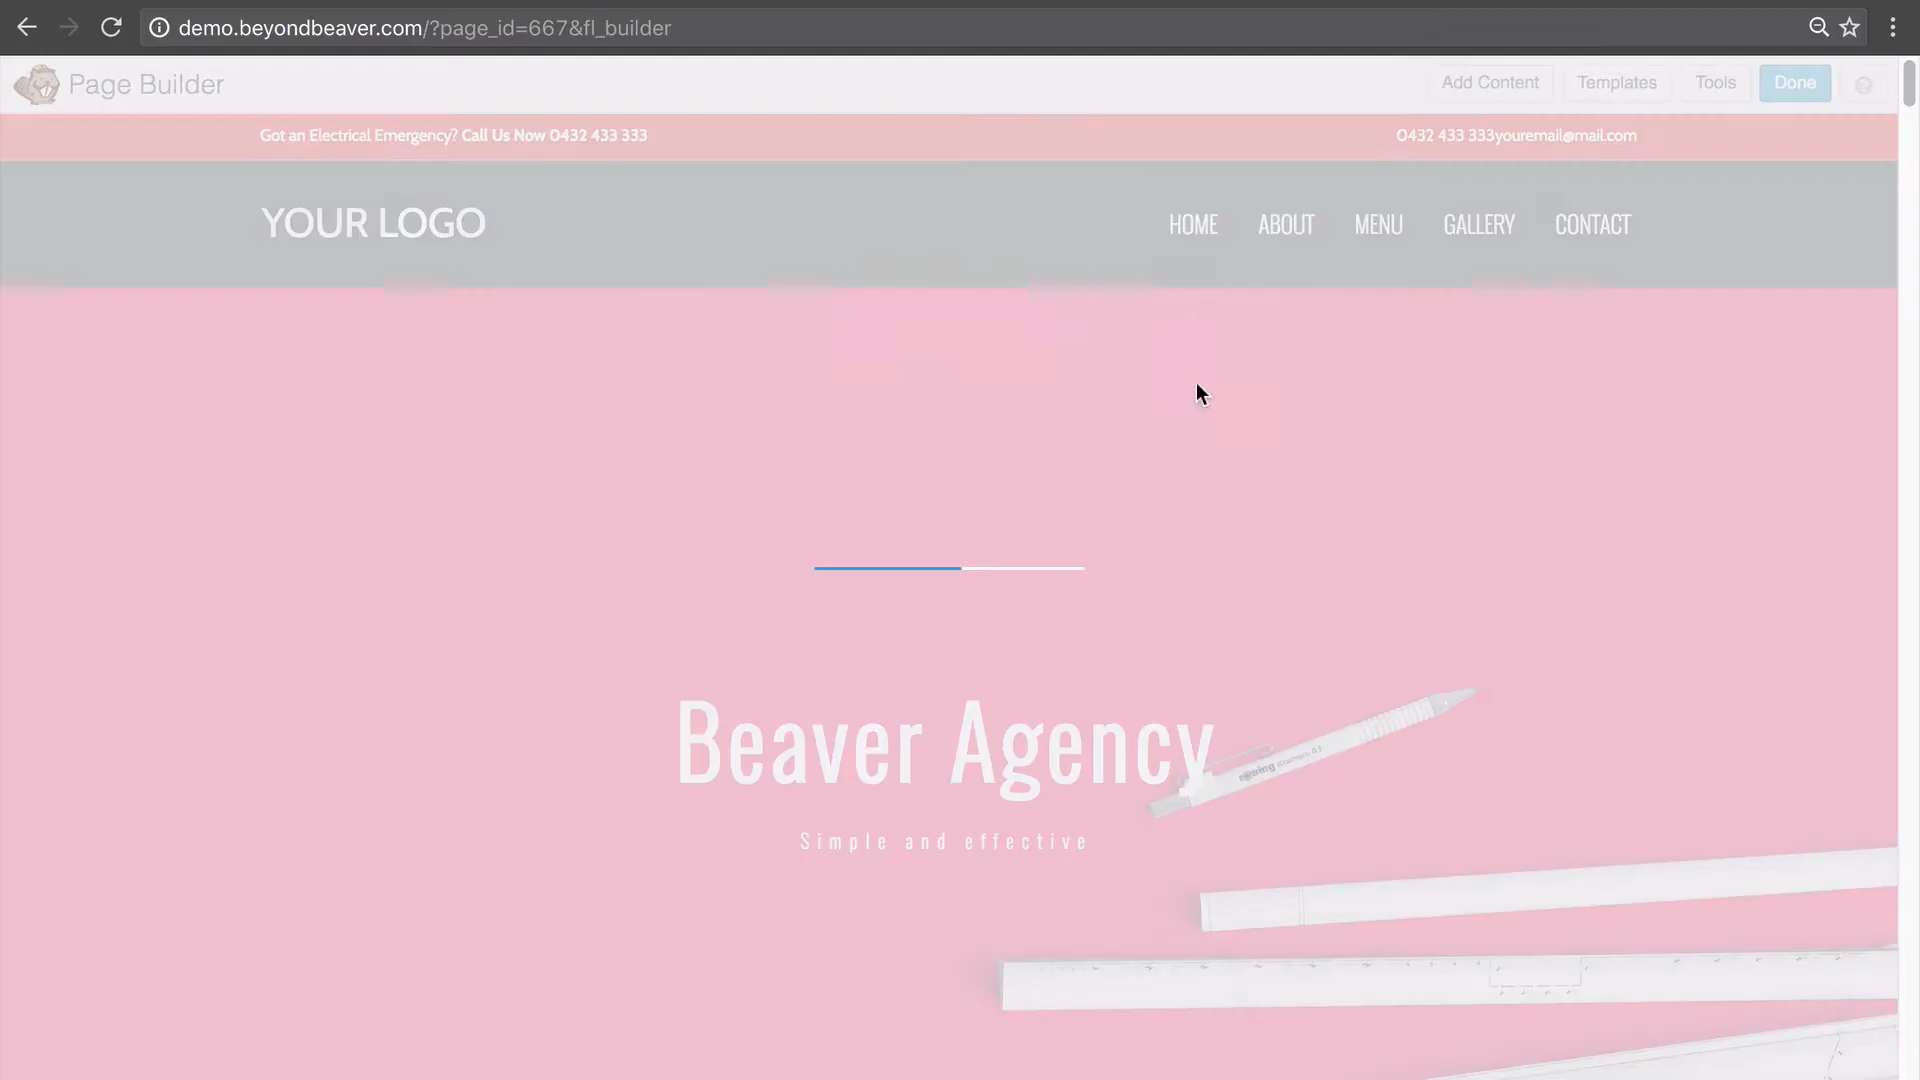 demo.beyondbeaver.com/?page_id=667&fl_builder
Page Builder
Add Content
Templates
Tools
Done
Got an Electrical Emergency? Call Us Now 0432 433 333
0432 433 333youremail@mail.com
YOUR LOGO
HOME
ABOUT
MENU
GALLERY
CONTACT
Beaver Agency
Simple and effective